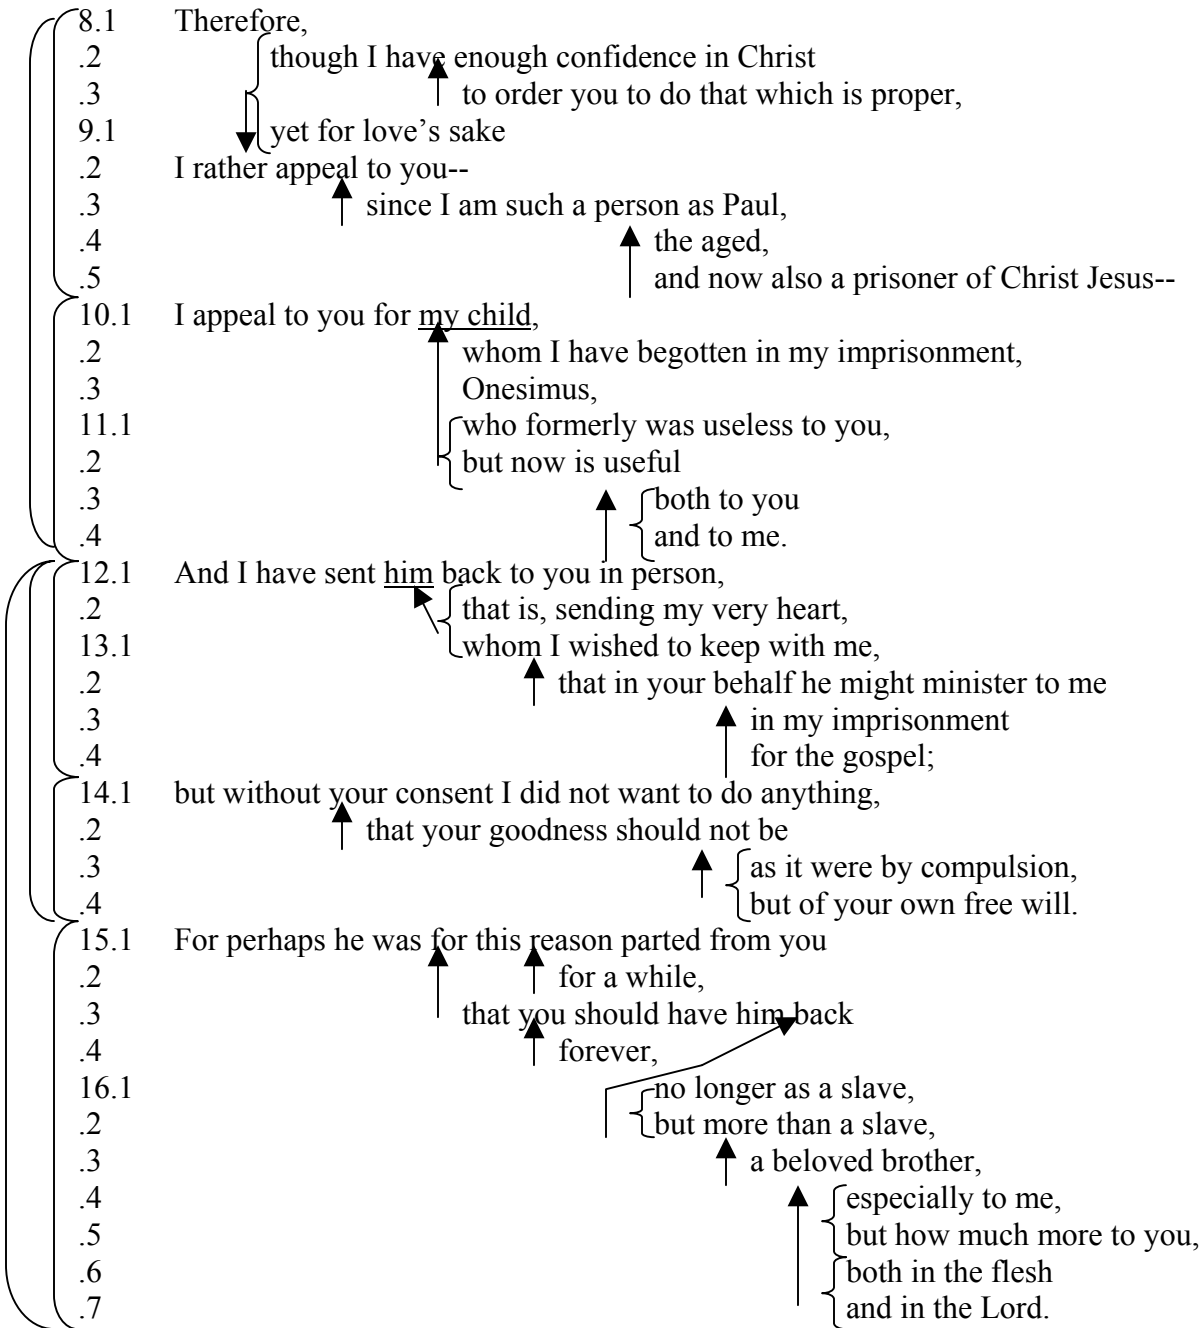 8.1 Therefore,
.2 though I have enough confidence in Christ
.3 to order you to do that which is proper,
9.1 yet for love’s sake
.2 I rather appeal to you--
.3 since I am such a person as Paul,
.4 the aged,
.5 and now also a prisoner of Christ Jesus--
10.1 I appeal to you for my child,
.2 whom I have begotten in my imprisonment,
.3 Onesimus,
11.1 who formerly was useless to you,
.2 but now is useful
.3 both to you
.4 and to me.
12.1 And I have sent him back to you in person,
.2 that is, sending my very heart,
13.1 whom I wished to keep with me,
.2 that in your behalf he might minister to me
.3 in my imprisonment
.4 for the gospel;
14.1 but without your consent I did not want to do anything,
.2 that your goodness should not be
.3 as it were by compulsion,
.4 but of your own free will.
15.1 For perhaps he was for this reason parted from you
.2 for a while,
.3 that you should have him back
.4 forever,
16.1 no longer as a slave,
.2 but more than a slave,
.3 a beloved brother,
.4 especially to me,
.5 but how much more to you,
.6 both in the flesh
.7 and in the Lord.